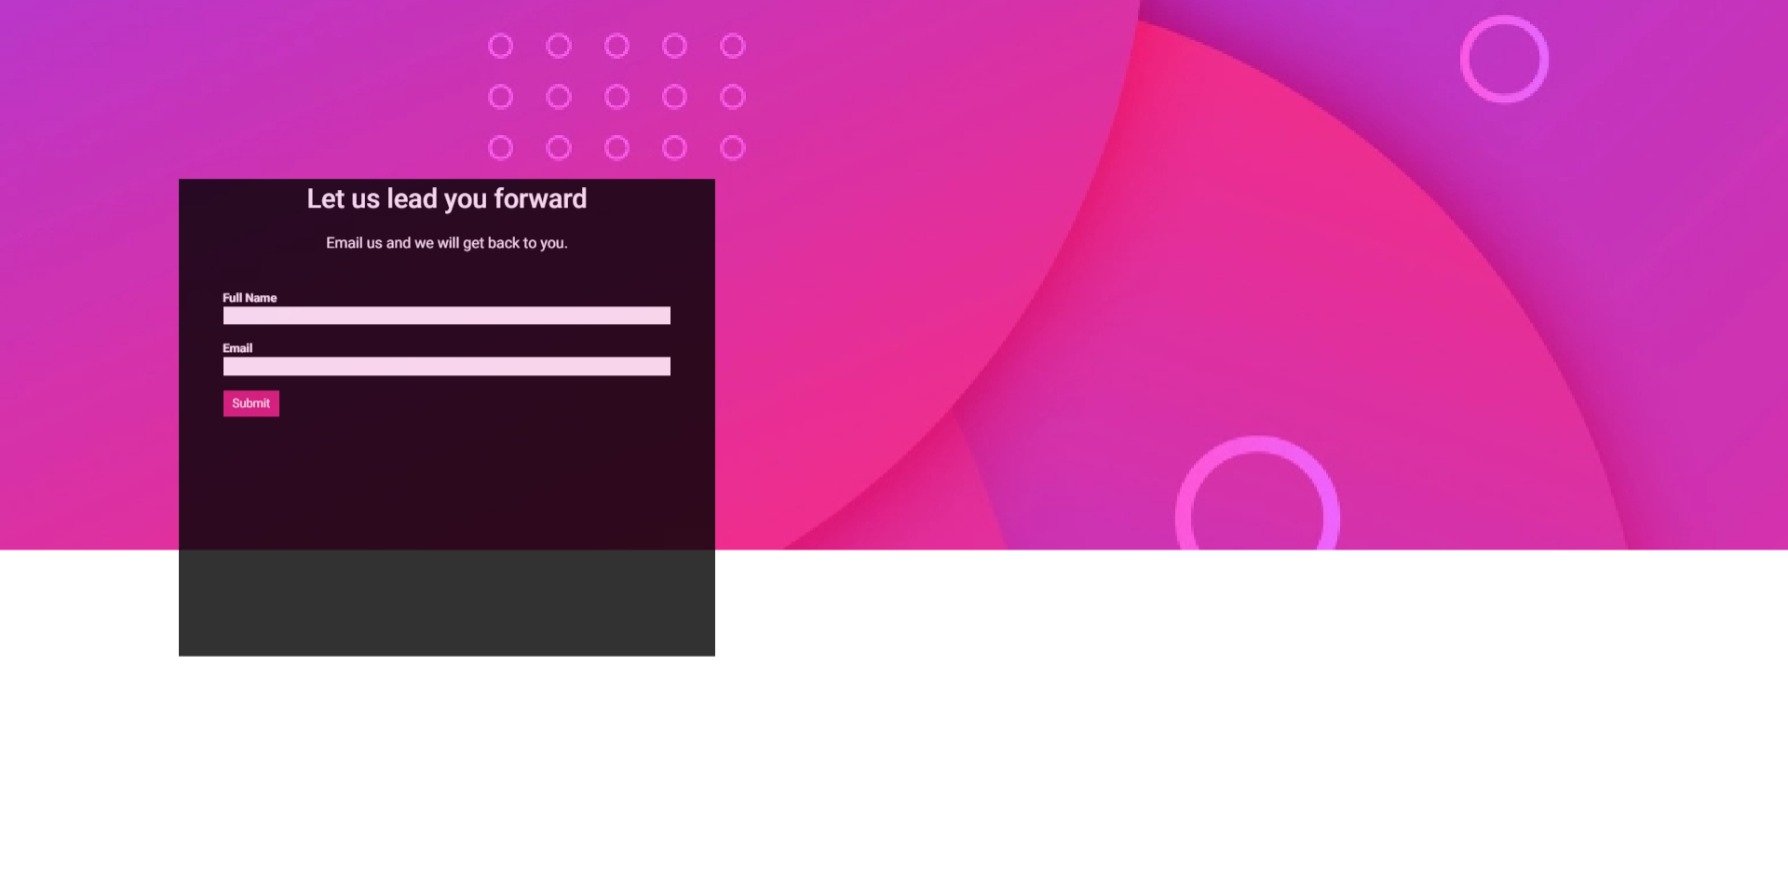 Let us lead you forward
Email us and we will get back to you.
Full Name
Email
Submit